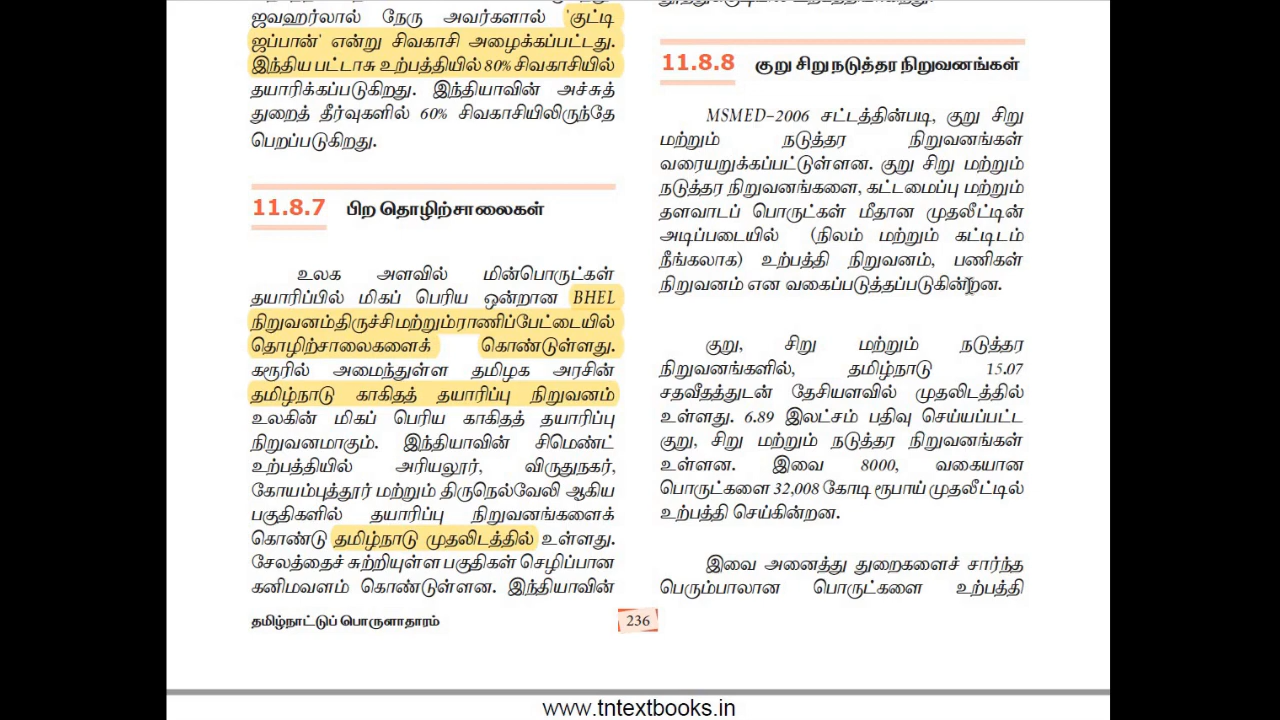 ஜவஹர்லால் நேரு அவர்களால் 'குட்டி
ஜப்பான்' என்று சிவகாசி அழைக்கப்பட்டது.
இந்திய பட்டாசு உற்பத்தியில் 80% சிவகாசியில்
தயாரிக்கப்படுகிறது. இந்தியாவின் அச்சுத்
துறைத் தீர்வுகளில் 60% சிவகாசியிலிருந்தே
பெறப்படுகிறது.
11.8.7 பிற தொழிற்சாலைகள்
உலக அளவில் மின்பொருட்கள்
தயாரிப்பில் மிகப் பெரிய ஒன்றான BHEL
நிறுவனம்திருச்சிமற்றும்ராணிப்பேட்டையில்
தொழிற்சாலைகளைக் கொண்டுள்ளது.
கரூரில் அமைந்துள்ள தமிழக அரசின்
தமிழ்நாடு காகிதத் தயாரிப்பு நிறுவனம்
உலகின் மிகப் பெரிய காகிதத் தயாரிப்பு
நிறுவனமாகும். இந்தியாவின் சிமெண்ட்
உற்பத்தியில் அரியலூர், விருதுநகர்,
கோயம்புத்தூர் மற்றும் திருநெல்வேலி ஆகிய
பகுதிகளில் தயாரிப்பு நிறுவனங்களைக்
கொண்டு தமிழ்நாடு முதலிடத்தில் உள்ளது.
சேலத்தைச் சுற்றியுள்ள பகுதிகள் செழிப்பான
கனிமவளம் கொண்டுள்ளன. இந்தியாவின்
11.8.8 குறு சிறு நடுத்தர நிறுவனங்கள்
MSMED-2006 சட்டத்தின்படி, குறு சிறு
மற்றும் நடுத்தர நிறுவனங்கள்
வரையறுக்கப்பட்டுள்ளன. குறு சிறு மற்றும்
நடுத்தர நிறுவனங்களை, கட்டமைப்பு மற்றும்
தளவாடப் பொருட்கள் மீதான முதலீட்டின்
அடிப்படையில் (நிலம் மற்றும் கட்டிடம்
நீங்கலாக) உற்பத்தி நிறுவனம், பணிகள்
நிறுவனம் என வகைப்படுத்தப்படுகின்றன.
குறு, சிறு மற்றும் நடுத்தர
நிறுவனங்களில், தமிழ்நாடு 15.07
சதவீதத்துடன் தேசியளவில் முதலிடத்தில்
உள்ளது. 6.89 இலட்சம் பதிவு செய்யப்பட்ட
குறு, சிறு மற்றும் நடுத்தர நிறுவனங்கள்
உள்ளன. இவை 8000, வகையான
பொருட்களை 32,008 கோடி ரூபாய் முதலீட்டில்
உற்பத்தி செய்கின்றன.
இவை அனைத்து துறைகளைச் சார்ந்த
பெரும்பாலான பொருட்களை உற்பத்தி
தமிழ்நாட்டுப் பொருளாதாரம்
236
www.tntextbooks.in